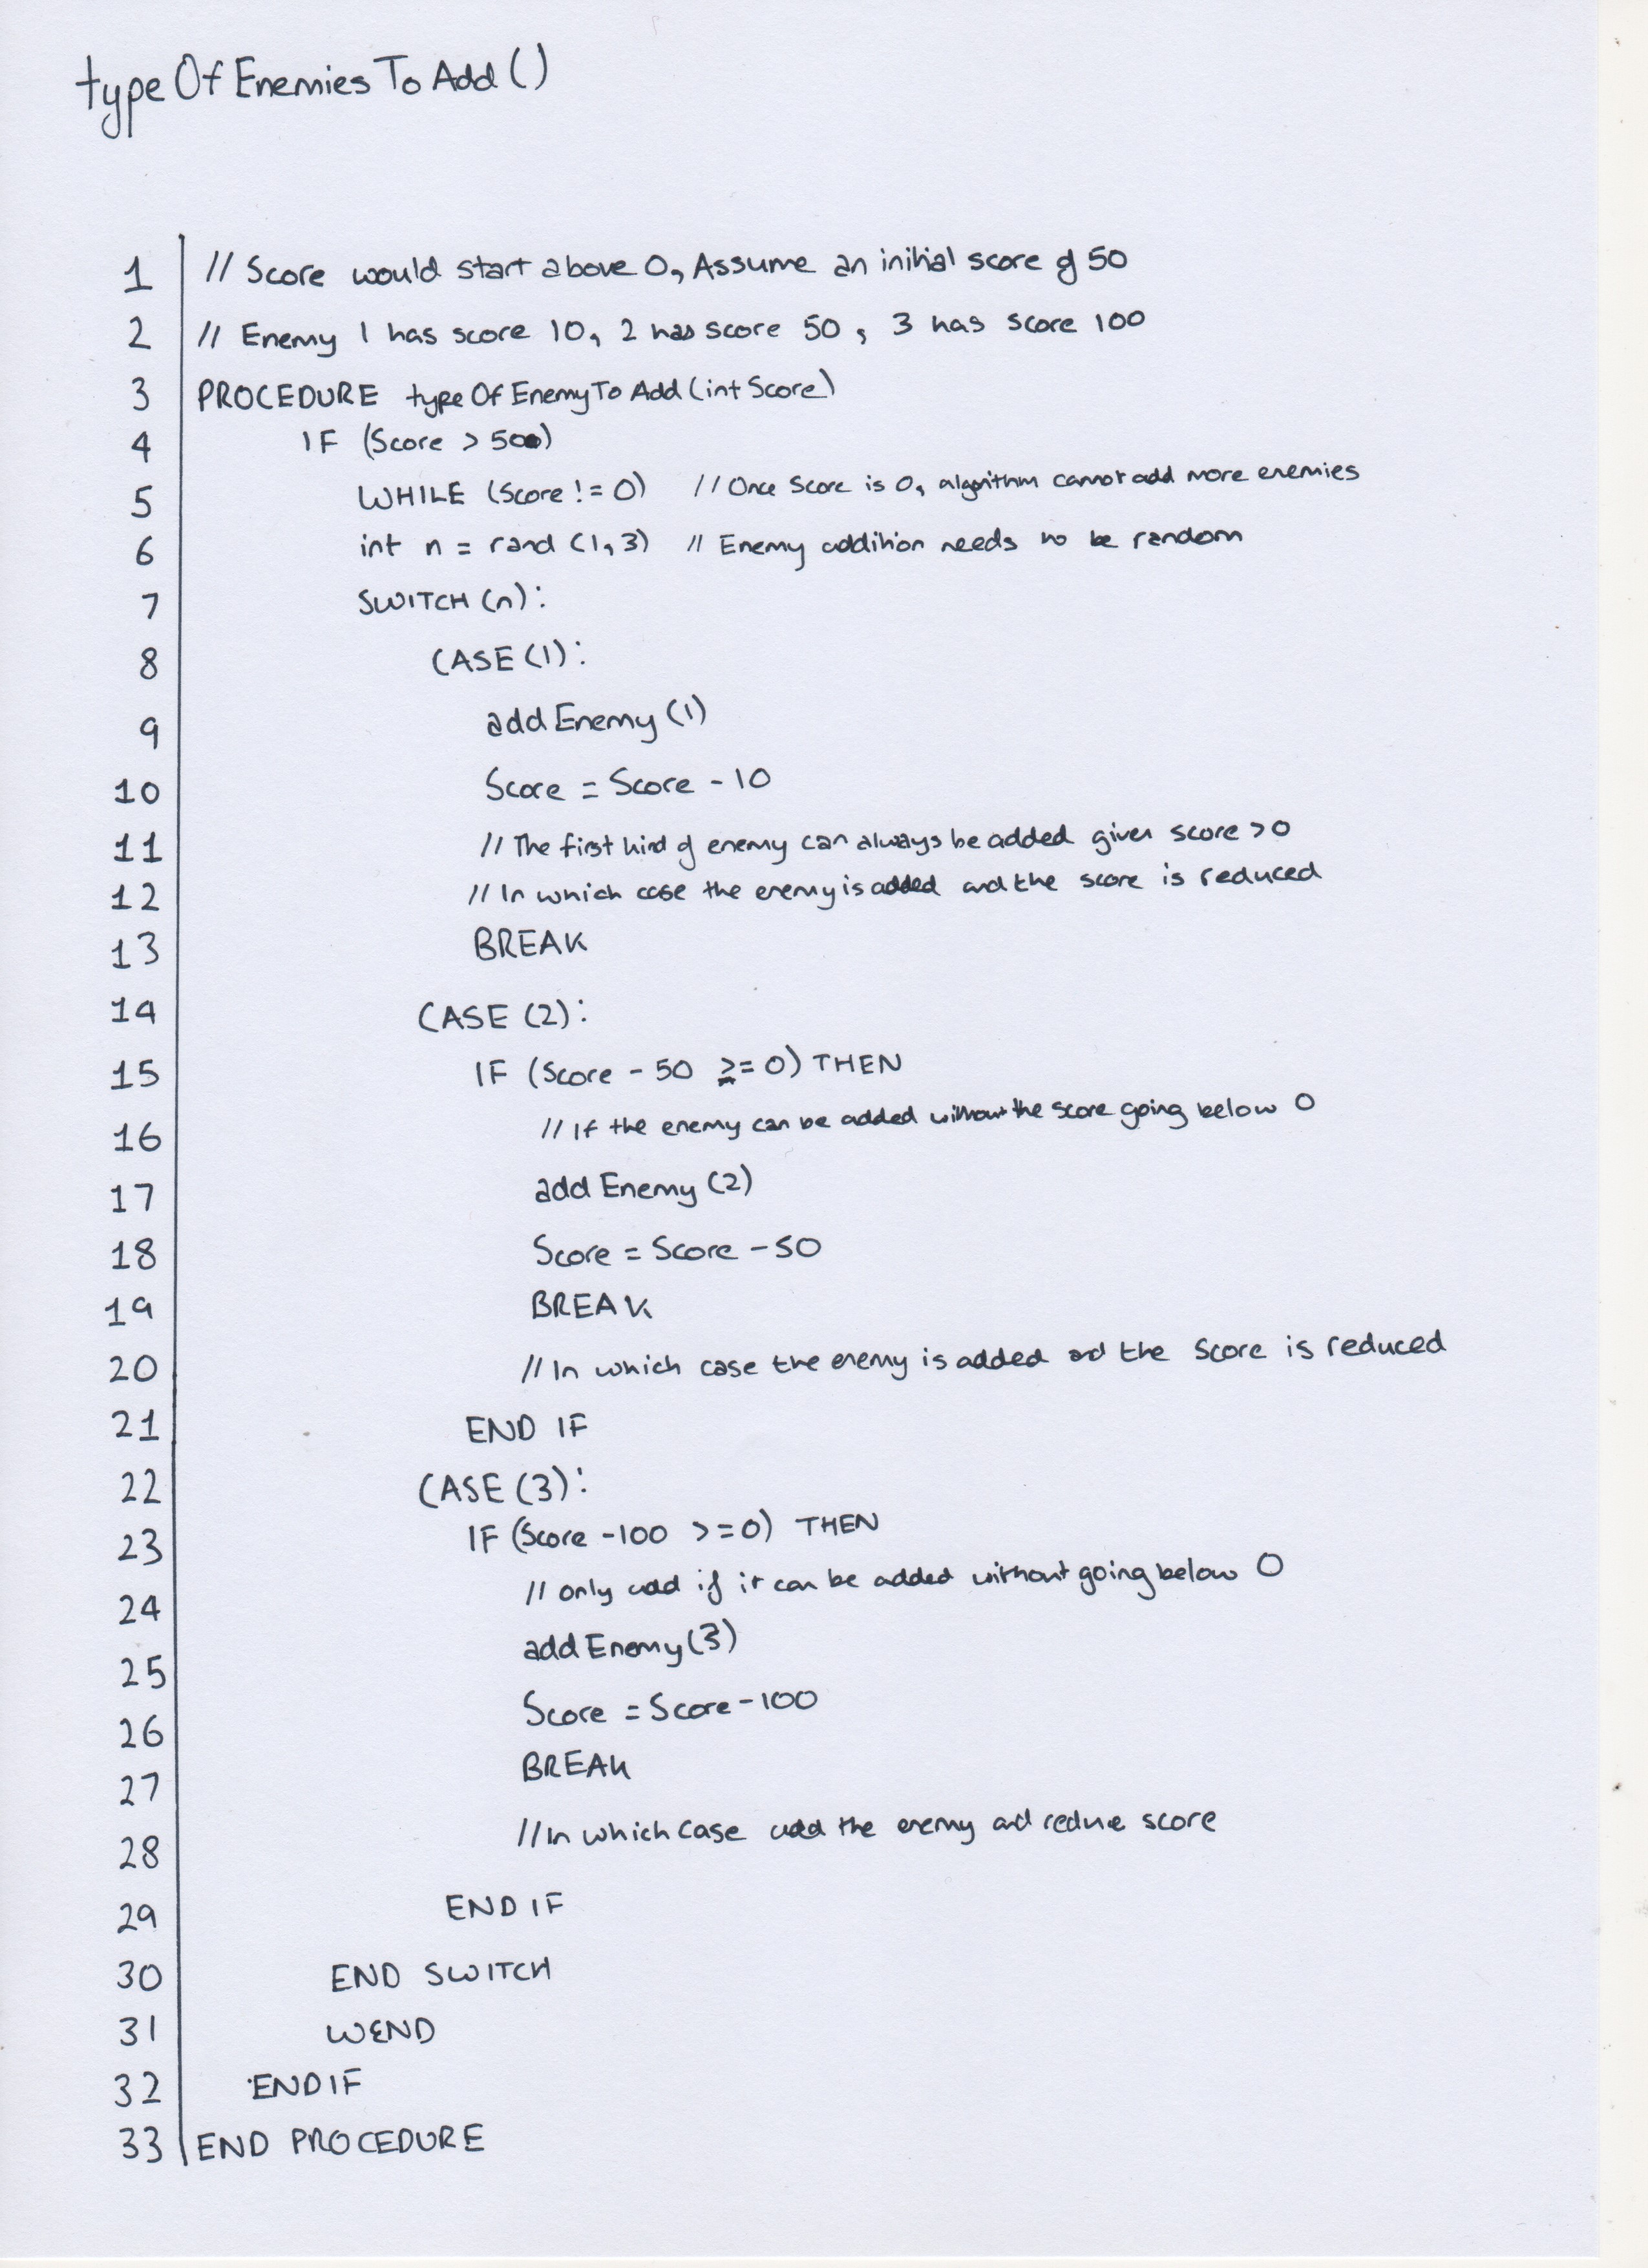 typeOfEnemiesToAdd()
1 // Score would start above 0, Assume an initial score of 50
2 // Enemy 1 has score 10, 2 has score 50, 3 has score 100
3 PROCEDURE typeOfEnemyToAdd(int Score)
4 IF (Score > 50)
5 WHILE (Score != 0) // Once Score is 0, algorithm cannot add more enemies
6 int n = rand (1,3) // Enemy addition needs to be random
7 SWITCH (n):
8 CASE (1):
9 addEnemy (1)
10 Score = Score - 10
11 // The first kind of enemy can always be added given score > 0
12 // In which case the enemy is added and the score is reduced
13 BREAK
14 CASE (2):
15 IF (Score - 50 >= 0) THEN
16 // If the enemy can be added without the score going below 0
17 addEnemy (2)
18 Score = Score - 50
19 BREAK
20 // In which case the enemy is added and the score is reduced
21 END IF
22 CASE (3):
23 IF (Score - 100 >= 0) THEN
24 // only add if it can be added without going below 0
25 addEnemy (3)
26 Score = Score - 100
27 BREAK
28 // In which case add the enemy and reduce score
29 END IF
30 END SWITCH
31 WEND
32 ENDIF
33 END PROCEDURE